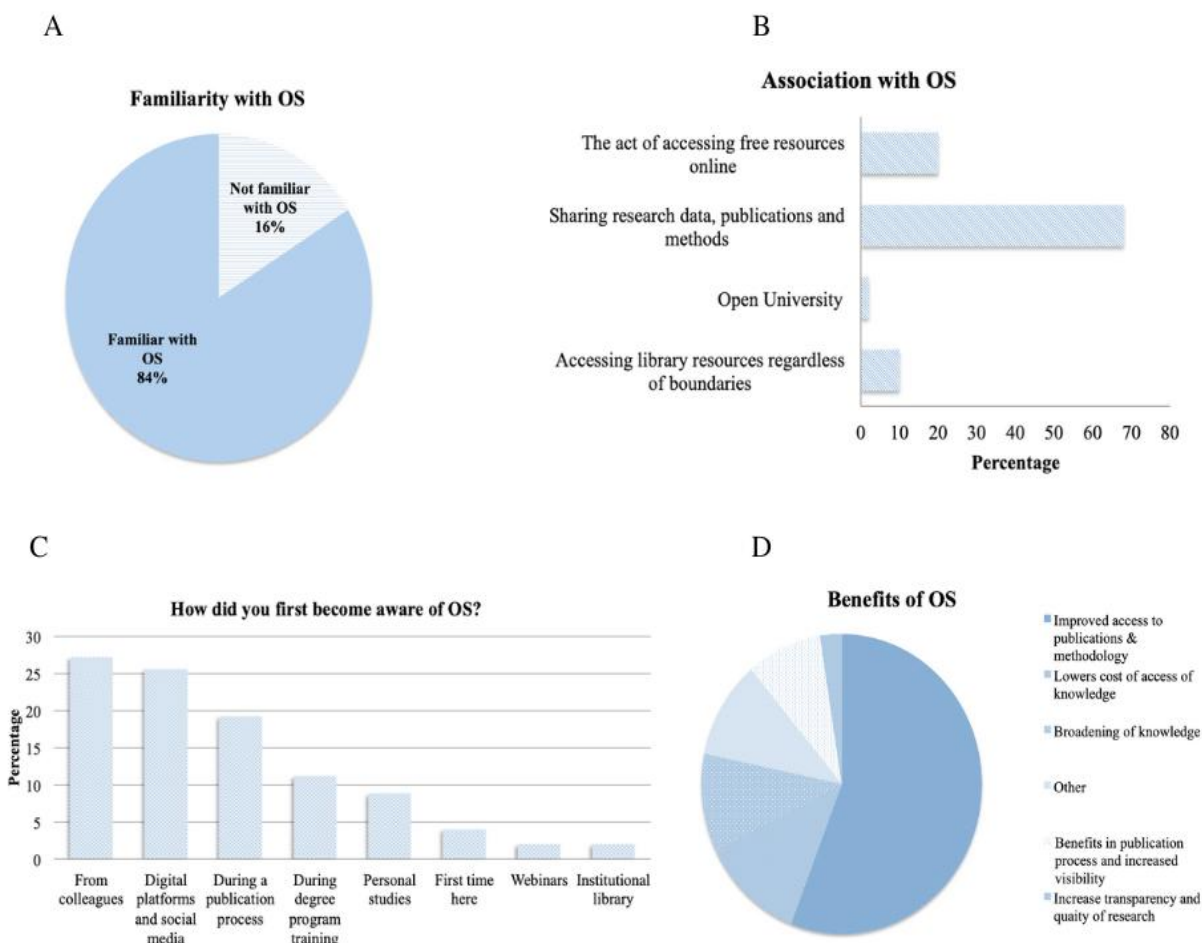 A
Familiarity with OS
Not familiar
with OS
16%
Familiar with
OS
84%
B
Association with OS
The act of accessing free resources
online
Sharing research data, publications and
methods
Open University
Accessing library resources regardless
of boundaries
0 10 20 30 40 50 60 70 80
Percentage
C
How did you first become aware of OS?
Percentage
30
25
20
15
10
5
0
From
colleagues
Digital
platforms
and social
media
During a
publication
process
During
degree
program
training
Personal
studies
First time
here
Webinars
Institutional
library
D
Benefits of OS
Improved access to
publications &
methodology
Lowers cost of access of
knowledge
Broadening of knowledge
Other
Benefits in publication
process and increased
visibility
Increase transparency and
quaity of research